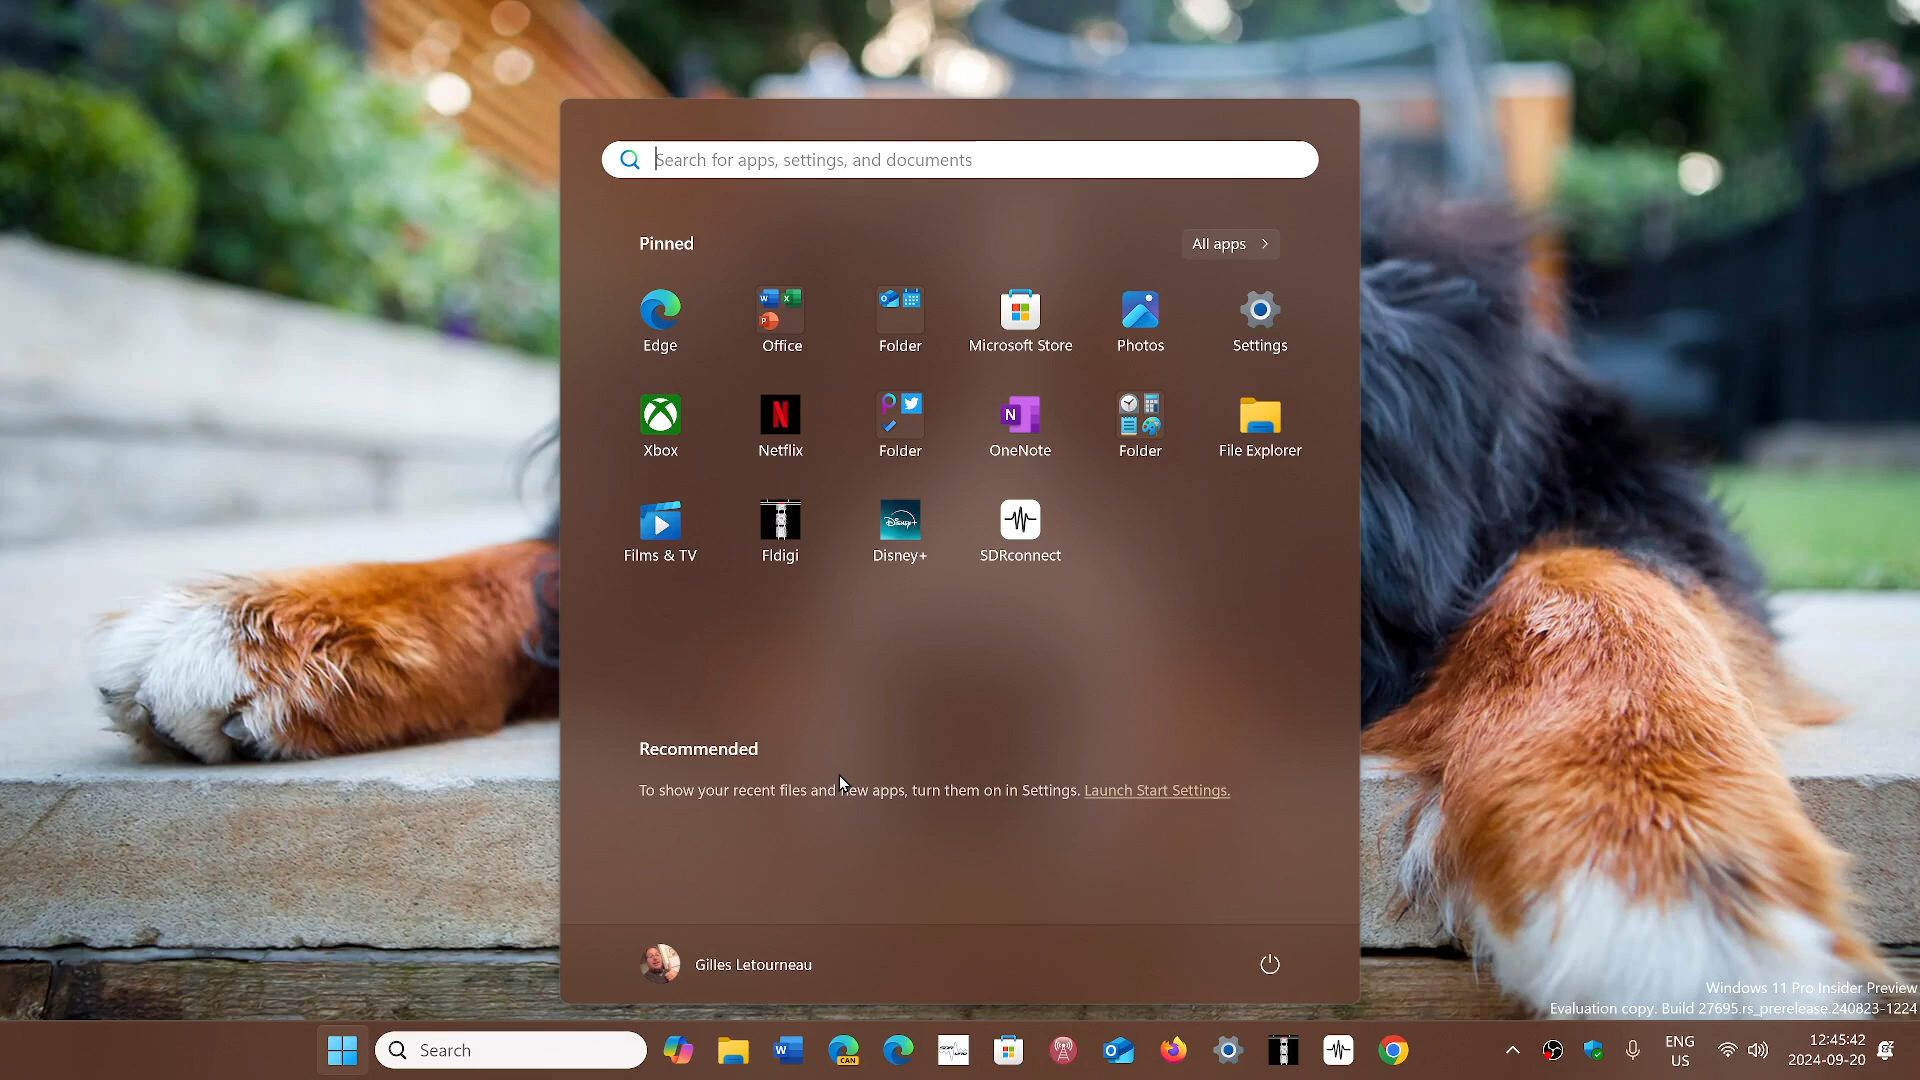 Search for apps, settings, and documents
Pinned
All apps
Edge
Office
Folder
Microsoft Store
Photos
Settings
Xbox
Netflix
Folder
OneNote
Folder
File Explorer
Films & TV
Fldigi
Disney+
SDRconnect
Recommended
To show your recent files and new apps, turn them on in Settings. Launch Start Settings.
Gilles Letourneau
Windows 11 Pro Insider Preview
Evaluation copy. Build 27695.rs_prerelease.240823-1224
Search
CAN
ENG
US
12:45:42
2024-09-20